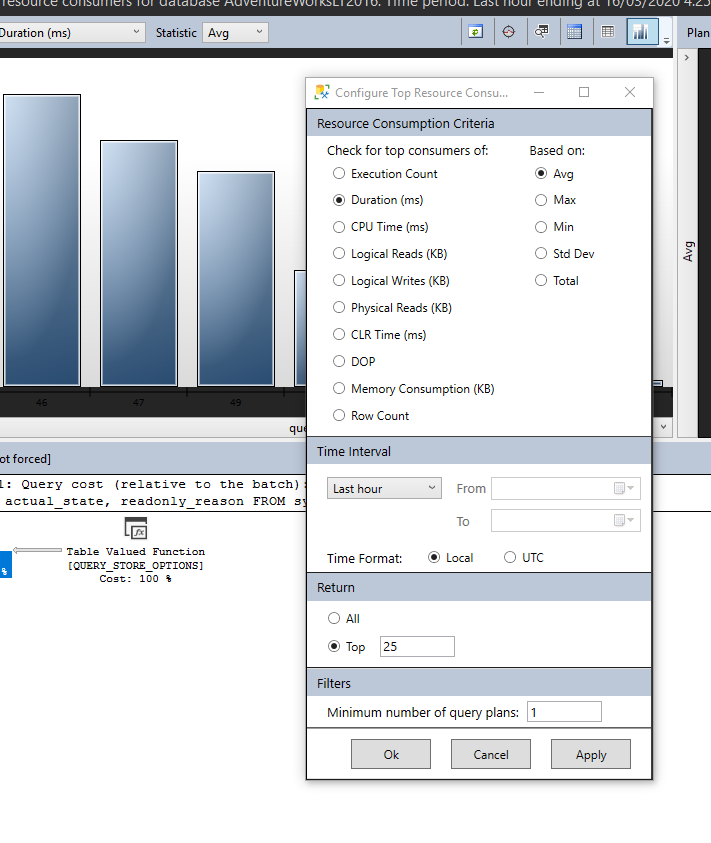 resource consumers for database AdventureWorksLT2016. Time period: Last hour ending at 16/03/2020 4:25
Duration (ms)
Statistic
Avg
Plan
Configure Top Resource Consu...
Resource Consumption Criteria
Check for top consumers of:
Based on:
Execution Count
Avg
Duration (ms)
Max
CPU Time (ms)
Min
Logical Reads (KB)
Std Dev
Logical Writes (KB)
Total
Physical Reads (KB)
CLR Time (ms)
DOP
Memory Consumption (KB)
Row Count
Avg
46
47
49
que
Time Interval
Last hour
From
To
Time Format:
Local
UTC
Return
All
Top
25
Filters
Minimum number of query plans:
1
Ok
Cancel
Apply
ot forced]
1: Query cost (relative to the batch):
actual_state, readonly_reason FROM sy
Table Valued Function
[QUERY_STORE_OPTIONS]
Cost: 100 %
%